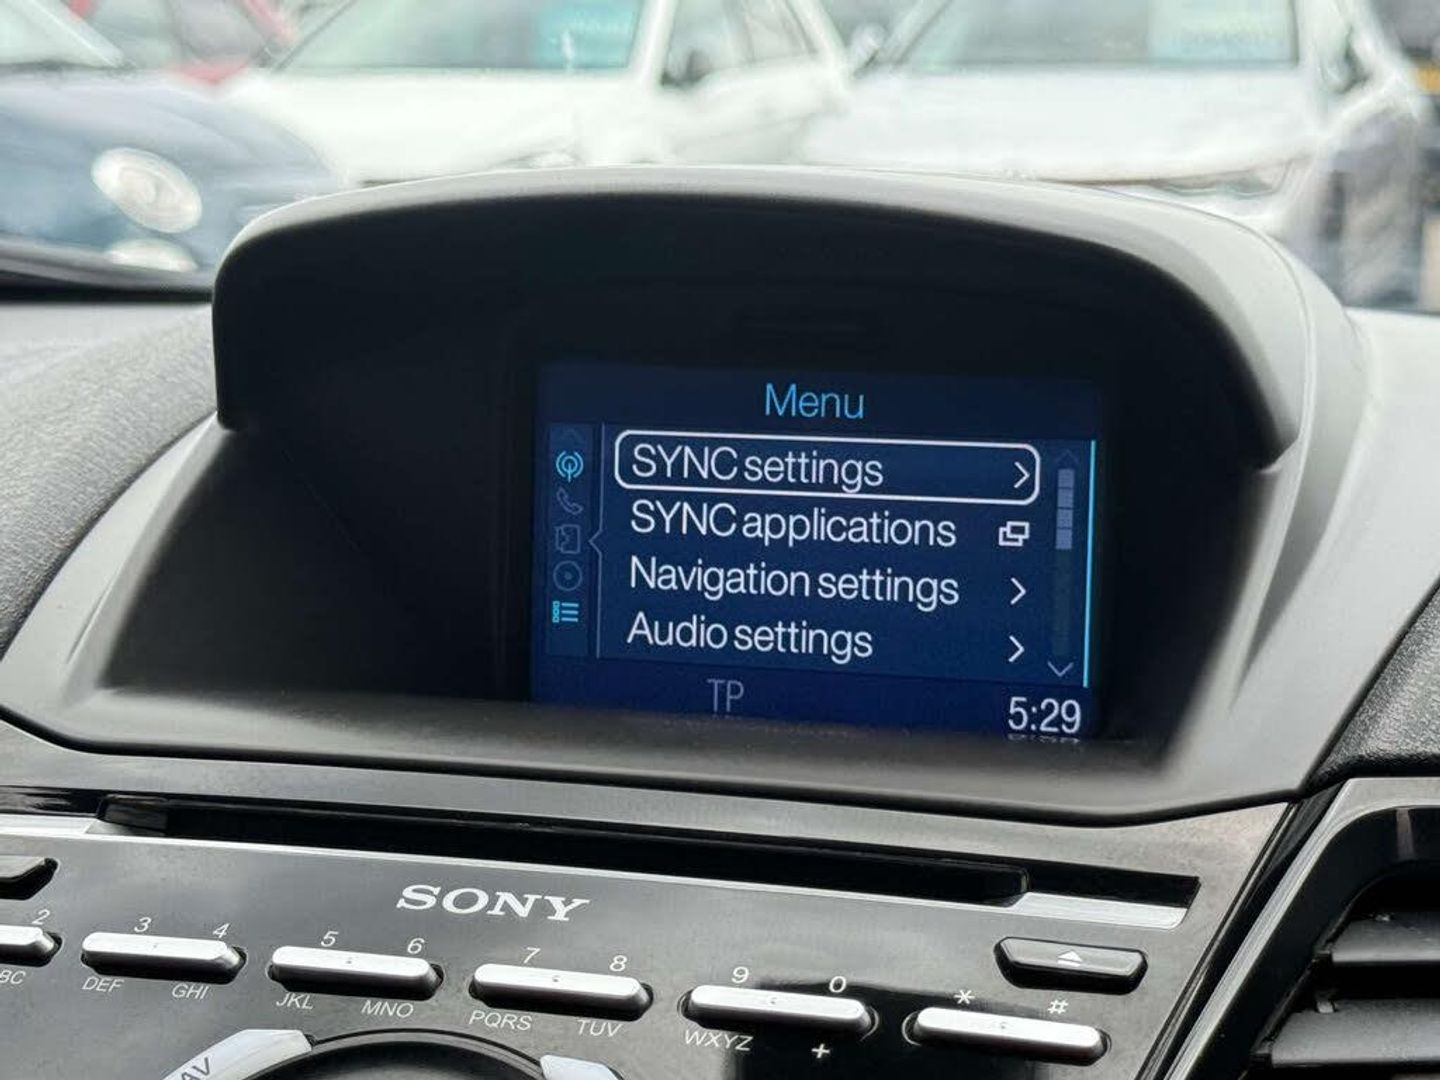 Menu
SYNC settings
SYNC applications
Navigation settings
Audio settings
TP
5:29
SONY
2 3 4 5 6 7 8 9 0 * #
BC DEF GHI JKL MNO PQRS TUV WXYZ +
AV